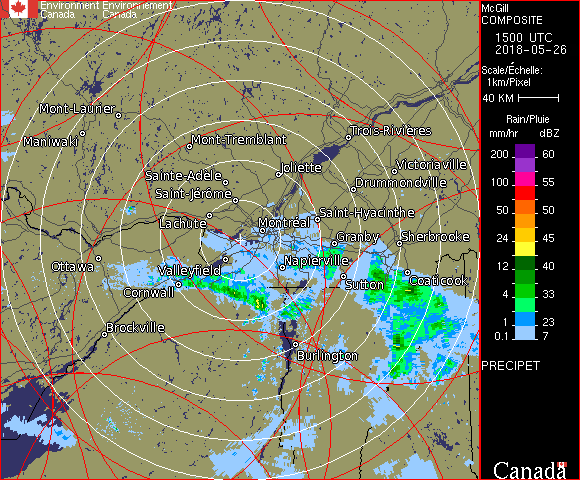 Environment Environnement
Canada Canada
McGill
COMPOSITE
1500 UTC
2018-05-26
Scale/Échelle:
1km/Pixel
40 KM
Rain/Pluie
mm/hr dBZ
200 60
100 55
50 50
24 45
12 40
4 33
1 23
0.1 7
PRECIPET
Mont-Laurier
Maniwaki
Mont-Tremblant
Trois-Rivières
Sainte-Adèle
Joliette
Victoriaville
Saint-Jérôme
Drummondville
Lachute
Montréal
Saint-Hyacinthe
Granby
Sherbrooke
Ottawa
Valleyfield
Napierville
Cornwall
Sutton
Coaticook
Brockville
Burlington
Canada